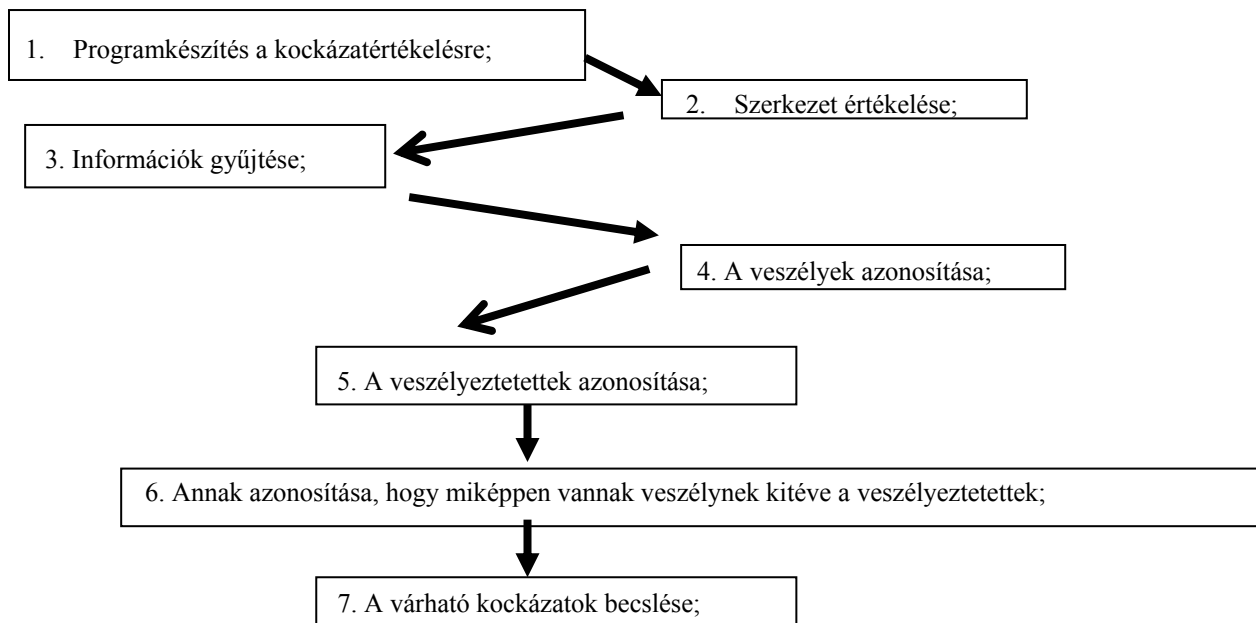 1. Programkészítés a kockázatértékelésre;
2. Szerkezet értékelése;
3. Információk gyűjtése;
4. A veszélyek azonosítása;
5. A veszélyeztetettek azonosítása;
6. Annak azonosítása, hogy miképpen vannak veszélynek kitéve a veszélyeztetettek;
7. A várható kockázatok becslése;